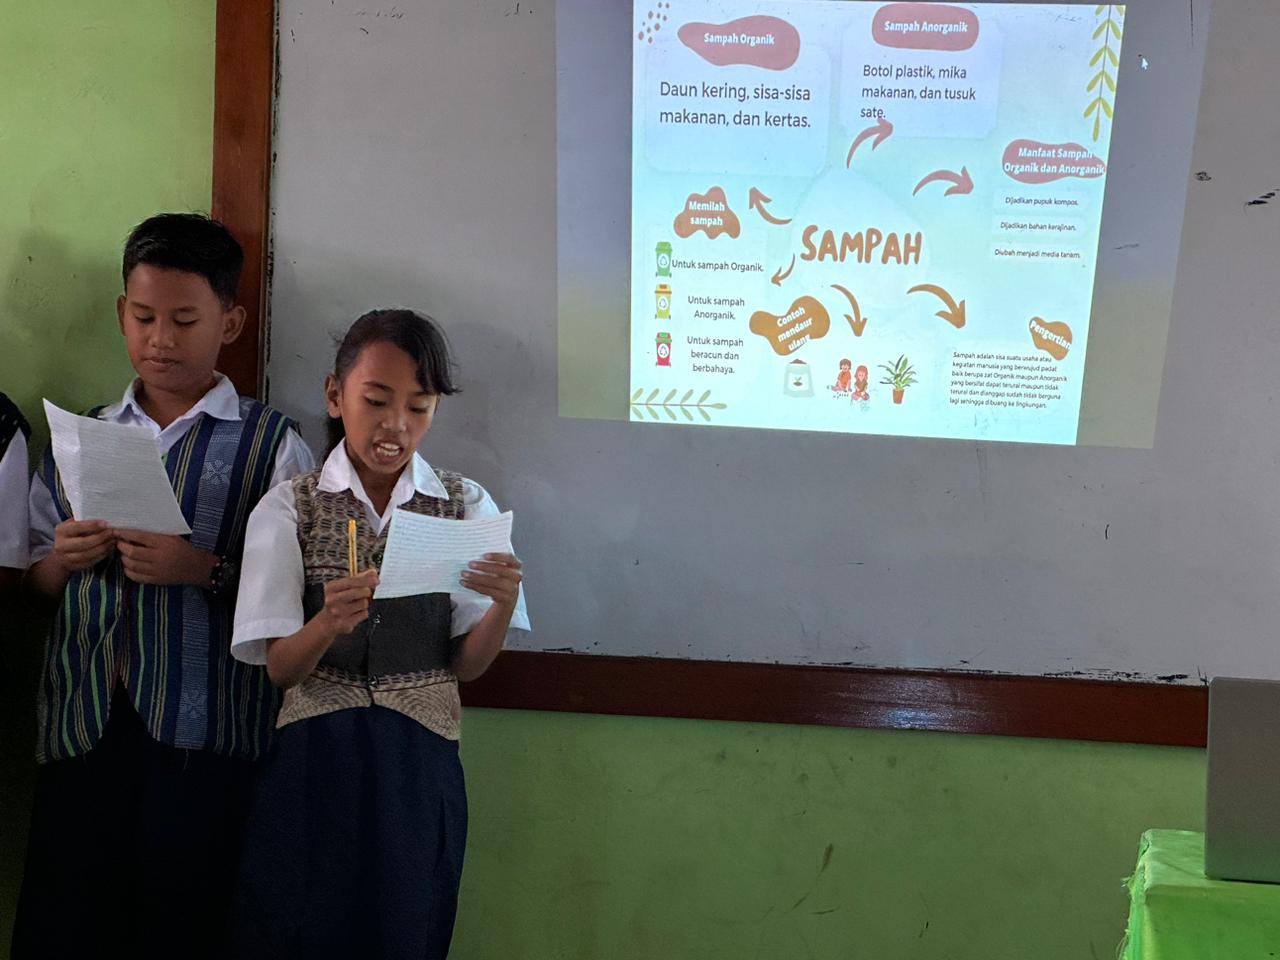 Sampah Organik
Daun kering, sisa-sisa
makanan, dan kertas.
Sampah Anorganik
Botol plastik, mika
makanan, dan tusuk
sate.
Manfaat Sampah
Organik dan Anorganik
Dijadikan pupuk kompos.
Dijadikan bahan kerajinan.
Diubah menjadi media tanam.
SAMPAH
Memilah
sampah
Untuk sampah Organik.
Untuk sampah
Anorganik.
Untuk sampah
beracun dan
berbahaya.
Contoh
mendaur
ulang
Pengertian
Sampah adalah sisa suatu usaha atau
kegiatan manusia yang berwujud padat
baik berupa zat Organik maupun Anorganik
yang bersifat dapat terurai maupun tidak
terurai dan dianggap sudah tidak berguna
lagi sehingga dibuang ke lingkungan.